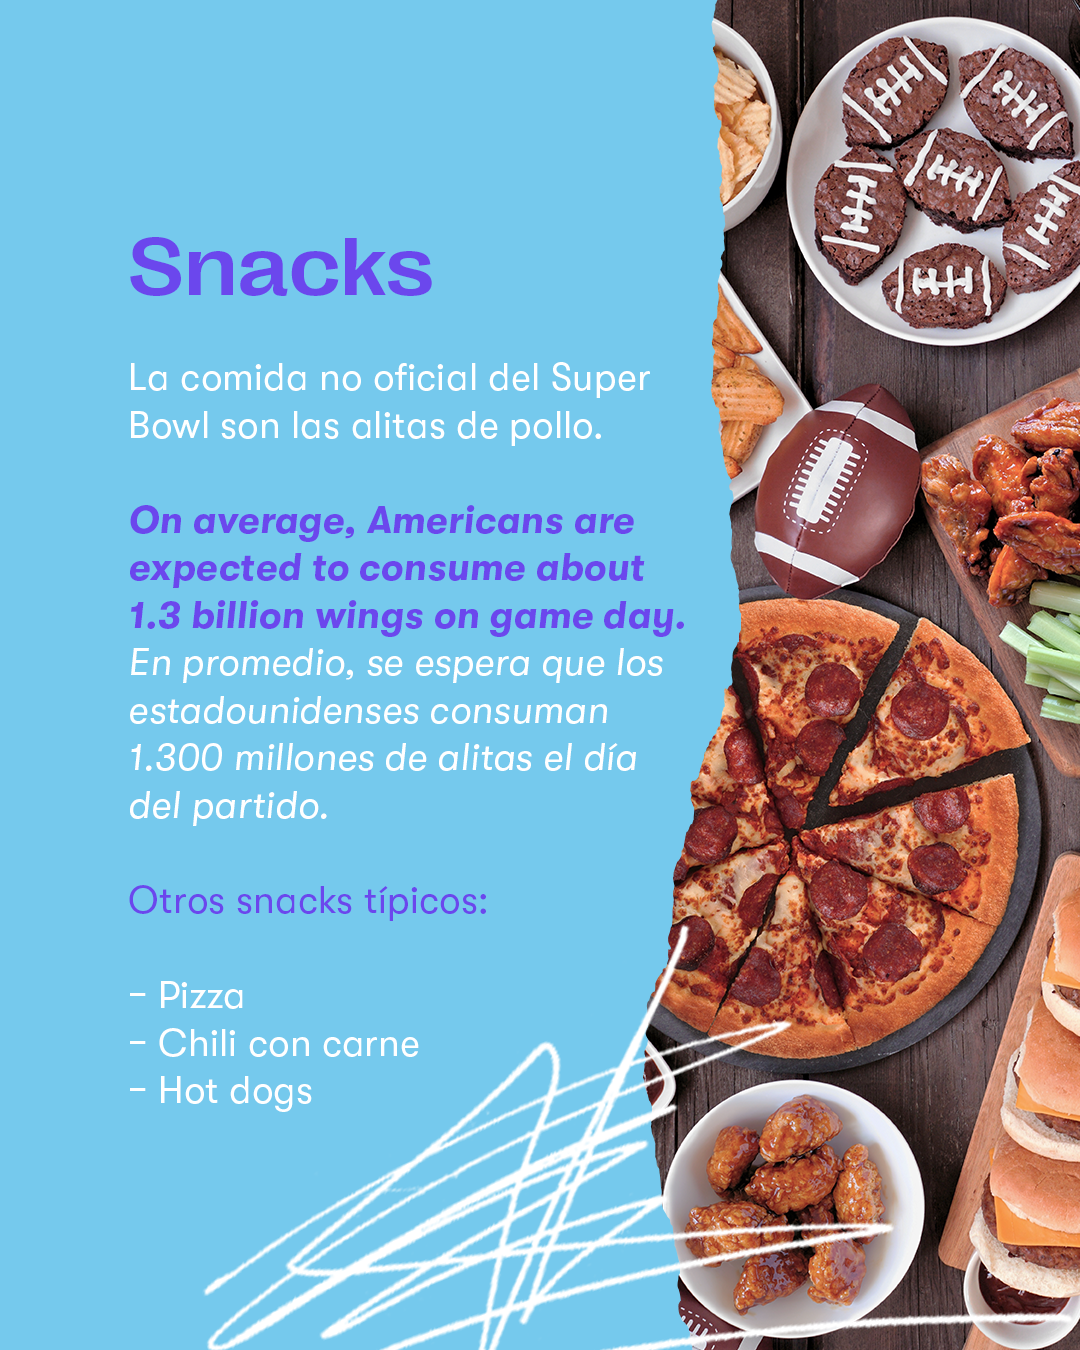 Snacks
La comida no oficial del Super
Bowl son las alitas de pollo.
On average, Americans are
expected to consume about
1.3 billion wings on game day.
En promedio, se espera que los
estadounidenses consuman
1.300 millones de alitas el día
del partido.
Otros snacks típicos:
– Pizza
– Chili con carne
– Hot dogs